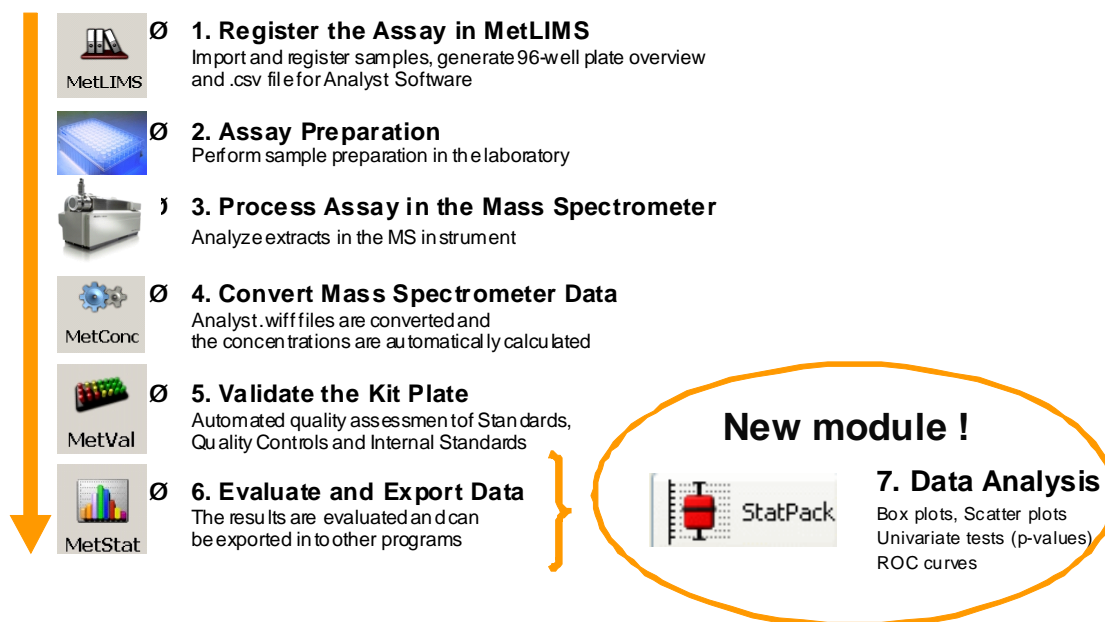 MetLIMS
Ø 1. Register the Assay in MetLIMS
Import and register samples, generate 96-well plate overview
and .csv file for Analyst Software
Ø 2. Assay Preparation
Perform sample preparation in the laboratory
3. Process Assay in the Mass Spectrometer
Analyze extracts in the MS instrument
MetConc
Ø 4. Convert Mass Spectrometer Data
Analyst .wiff files are converted and
the concentrations are automatically calculated
MetVal
Ø 5. Validate the Kit Plate
Automated quality assessment of Standards,
Quality Controls and Internal Standards
MetStat
Ø 6. Evaluate and Export Data
The results are evaluated and can
be exported into other programs
New module !
StatPack
7. Data Analysis
Box plots, Scatter plots
Univariate tests (p-values)
ROC curves